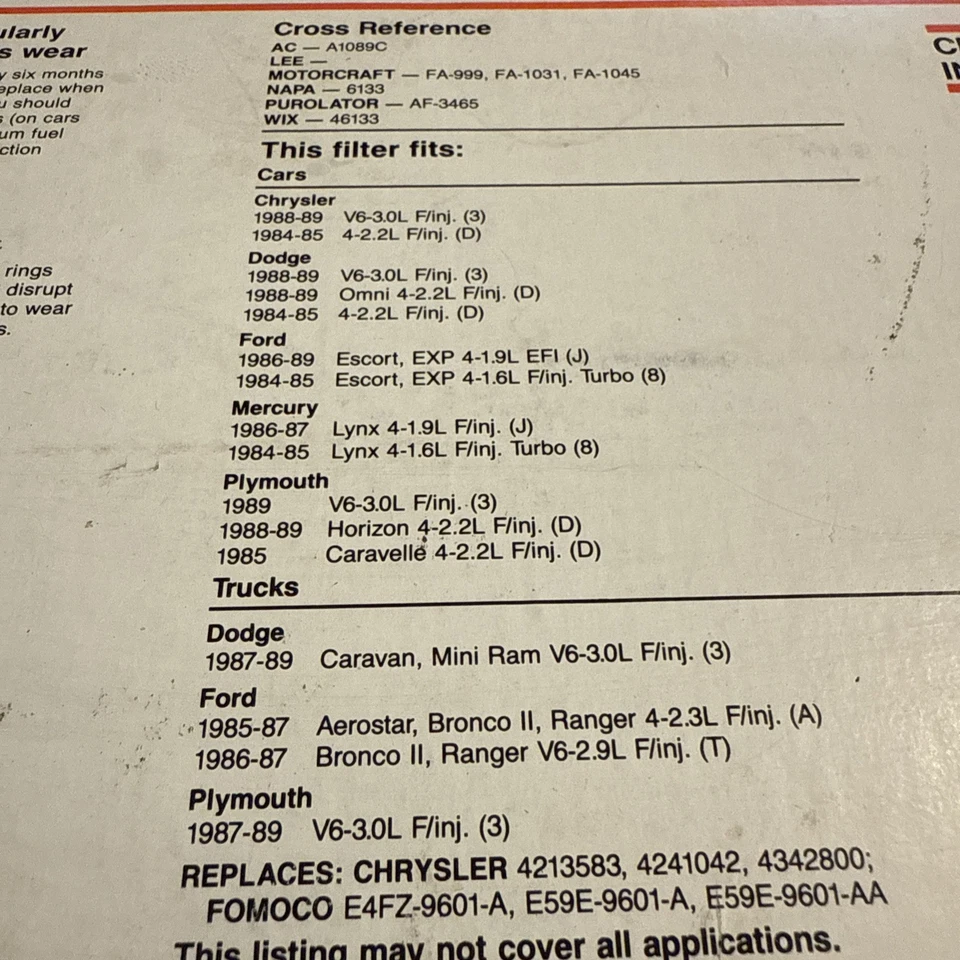 ularly
s wear
y six months
eplace when
u should
s (on cars
um fuel
ction
rings
disrupt
to wear
s.
Cross Reference
AC — A1089C
LEE —
MOTORCRAFT — FA-999, FA-1031, FA-1045
NAPA — 6133
PUROLATOR — AF-3465
WIX — 46133
This filter fits:
Cars
Chrysler
1988-89 V6-3.0L F/inj. (3)
1984-85 4-2.2L F/inj. (D)
Dodge
1988-89 V6-3.0L F/inj. (3)
1988-89 Omni 4-2.2L F/inj. (D)
1984-85 4-2.2L F/inj. (D)
Ford
1986-89 Escort, EXP 4-1.9L EFI (J)
1984-85 Escort, EXP 4-1.6L F/inj. Turbo (8)
Mercury
1986-87 Lynx 4-1.9L F/inj. (J)
1984-85 Lynx 4-1.6L F/inj. Turbo (8)
Plymouth
1989 V6-3.0L F/inj. (3)
1988-89 Horizon 4-2.2L F/inj. (D)
1985 Caravelle 4-2.2L F/inj. (D)
Trucks
Dodge
1987-89 Caravan, Mini Ram V6-3.0L F/inj. (3)
Ford
1985-87 Aerostar, Bronco II, Ranger 4-2.3L F/inj. (A)
1986-87 Bronco II, Ranger V6-2.9L F/inj. (T)
Plymouth
1987-89 V6-3.0L F/inj. (3)
REPLACES: CHRYSLER 4213583, 4241042, 4342800;
FOMOCO E4FZ-9601-A, E59E-9601-A, E59E-9601-AA
This listing may not cover all applications.